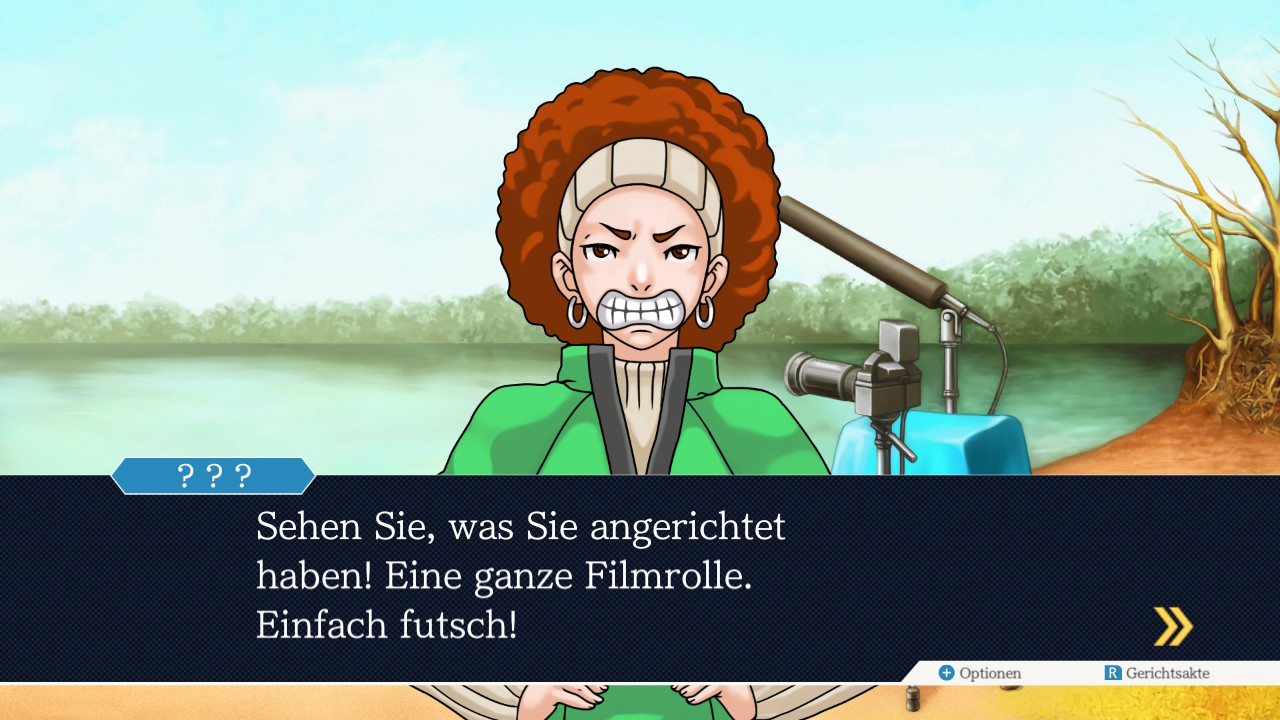 ???
Sehen Sie, was Sie angerichtet
haben! Eine ganze Filmrolle.
Einfach futsch!
+ Optionen
R Gerichtsakte